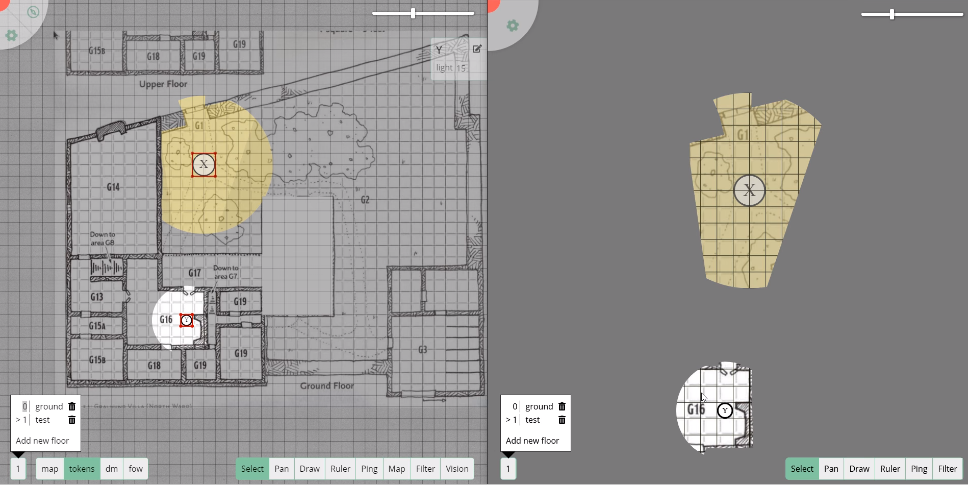 G15B
G18
G19
G19
Upper Floor
Y
light 15
G1
X
G14
G2
Down to
area G8
G17
Down to
area G7
G13
G19
G16
G15A
G15B
G18
G19
G19
G3
Ground Floor
0 ground
> 1 test
Add new floor
1 map tokens dm fow
Select Pan Draw Ruler Ping Map Filter Vision
G1
X
G16 Y
0 ground
> 1 test
Add new floor
1
Select Pan Draw Ruler Ping Filter